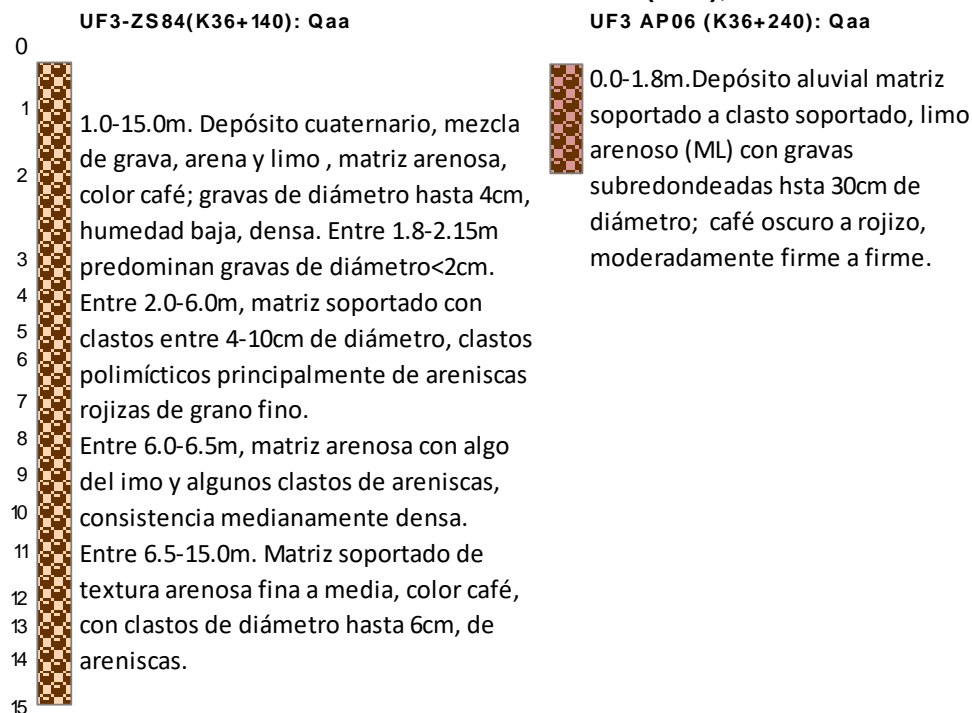 UF3-ZS84(K36+140): Qaa
0
1
2
3
4
5
6
7
8
9
10
11
12
13
14
15
1.0-15.0m. Depósito cuaternario, mezcla
de grava, arena y limo , matriz arenosa,
color café; gravas de diámetro hasta 4cm,
humedad baja, densa. Entre 1.8-2.15m
predominan gravas de diámetro<2cm.
Entre 2.0-6.0m, matriz soportado con
clastos entre 4-10cm de diámetro, clastos
polimícticos principalmente de areniscas
rojizas de grano fino.
Entre 6.0-6.5m, matriz arenosa con algo
del imo y algunos clastos de areniscas,
consistencia medianamente densa.
Entre 6.5-15.0m. Matriz soportado de
textura arenosa fina a media, color café,
con clastos de diámetro hasta 6cm, de
areniscas.
UF3 AP06 (K36+240): Qaa
0.0-1.8m.Depósito aluvial matriz
soportado a clasto soportado, limo
arenoso (ML) con gravas
subredondeadas hsta 30cm de
diámetro; café oscuro a rojizo,
moderadamente firme a firme.